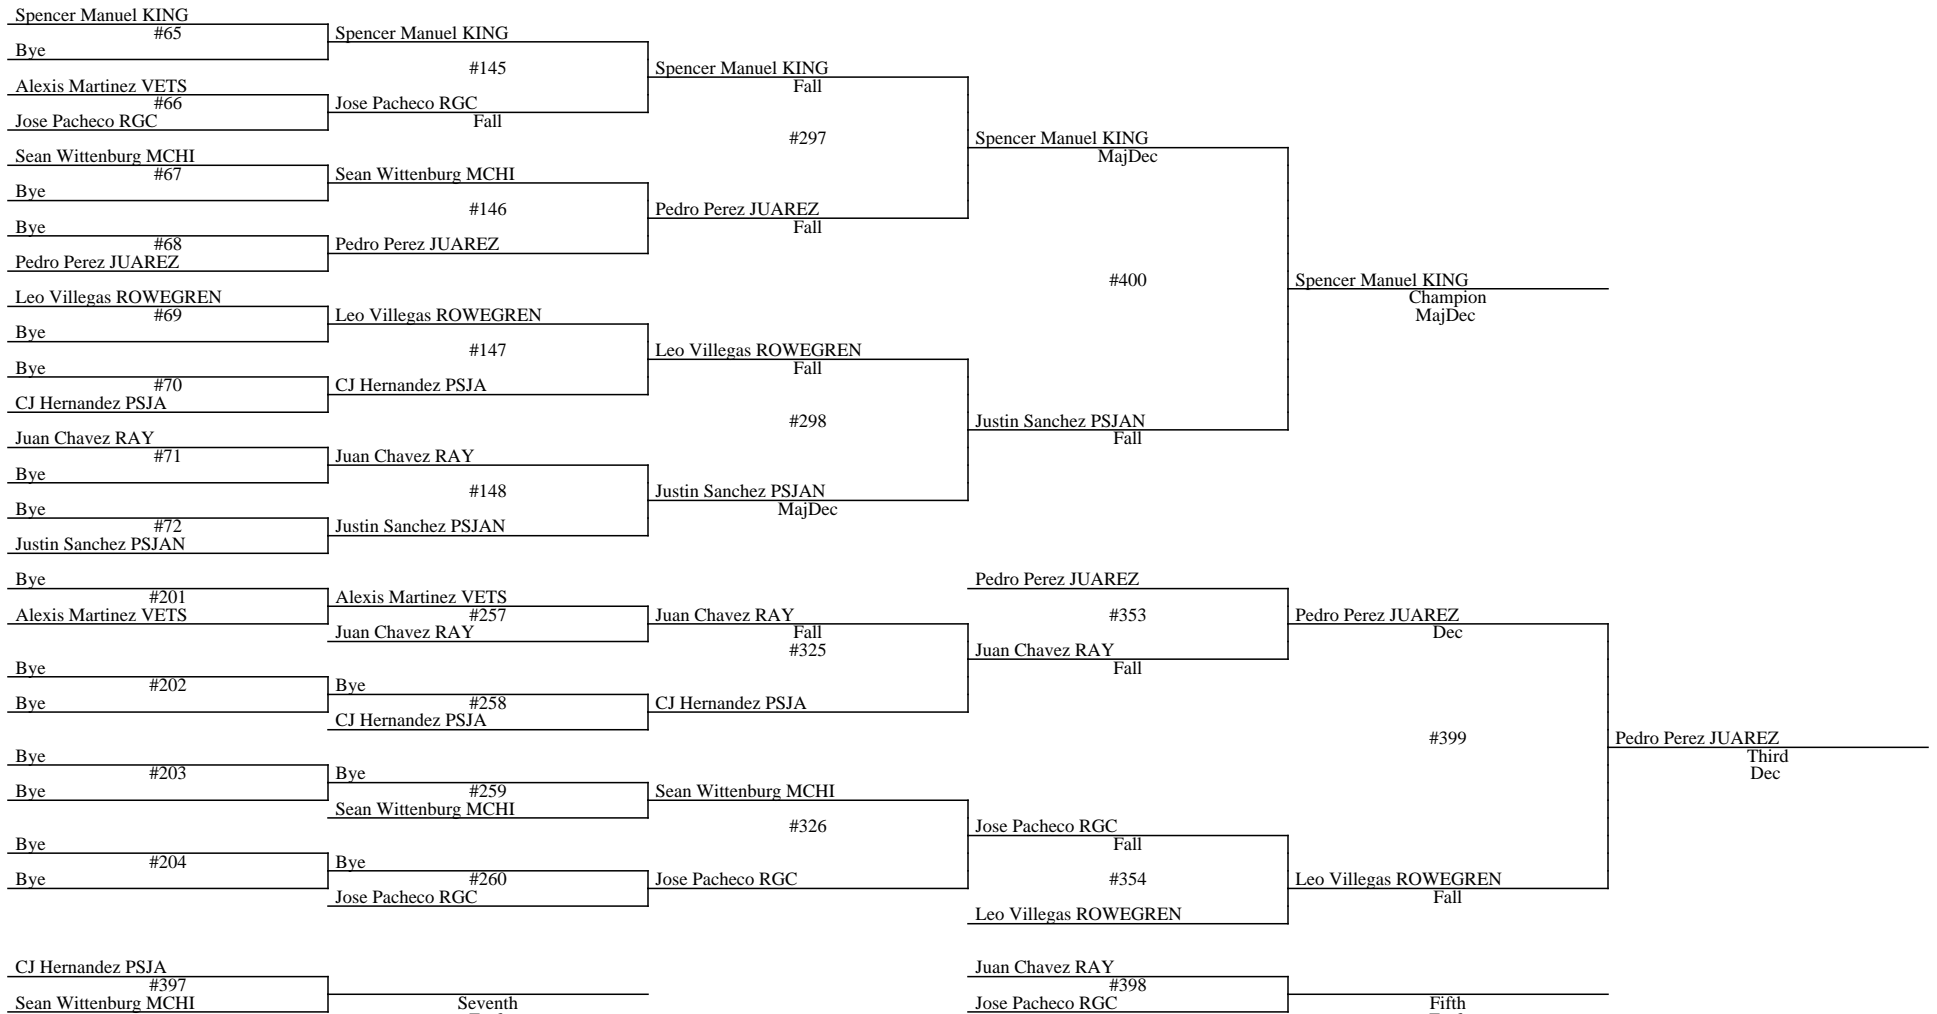 Spencer Manuel KING
#65
Bye
Spencer Manuel KING
#145
Spencer Manuel KING
Fall
Alexis Martinez VETS
#66
Jose Pacheco RGC
Jose Pacheco RGC
Fall
#297
Spencer Manuel KING
MajDec
Sean Wittenburg MCHI
#67
Bye
Sean Wittenburg MCHI
#146
Pedro Perez JUAREZ
Fall
Bye
#68
Pedro Perez JUAREZ
Pedro Perez JUAREZ
#400
Spencer Manuel KING
Champion
MajDec
Leo Villegas ROWEGREN
#69
Bye
Leo Villegas ROWEGREN
#147
Leo Villegas ROWEGREN
Fall
Bye
#70
CJ Hernandez PSJA
CJ Hernandez PSJA
#298
Justin Sanchez PSJAN
Fall
Juan Chavez RAY
#71
Bye
Juan Chavez RAY
#148
Justin Sanchez PSJAN
MajDec
Bye
#72
Justin Sanchez PSJAN
Justin Sanchez PSJAN
Bye
#201
Alexis Martinez VETS
Alexis Martinez VETS
#257
Juan Chavez RAY
Juan Chavez RAY
Fall
#325
Pedro Perez JUAREZ
#353
Juan Chavez RAY
Fall
Pedro Perez JUAREZ
Dec
Bye
#202
Bye
Bye
#258
CJ Hernandez PSJA
CJ Hernandez PSJA
#399
Pedro Perez JUAREZ
Third
Dec
Bye
#203
Bye
Bye
#259
Sean Wittenburg MCHI
Sean Wittenburg MCHI
#326
Jose Pacheco RGC
Fall
#354
Leo Villegas ROWEGREN
Leo Villegas ROWEGREN
Fall
Bye
#204
Bye
Bye
#260
Jose Pacheco RGC
Jose Pacheco RGC
CJ Hernandez PSJA
#397
Sean Wittenburg MCHI
Seventh
Juan Chavez RAY
#398
Jose Pacheco RGC
Fifth